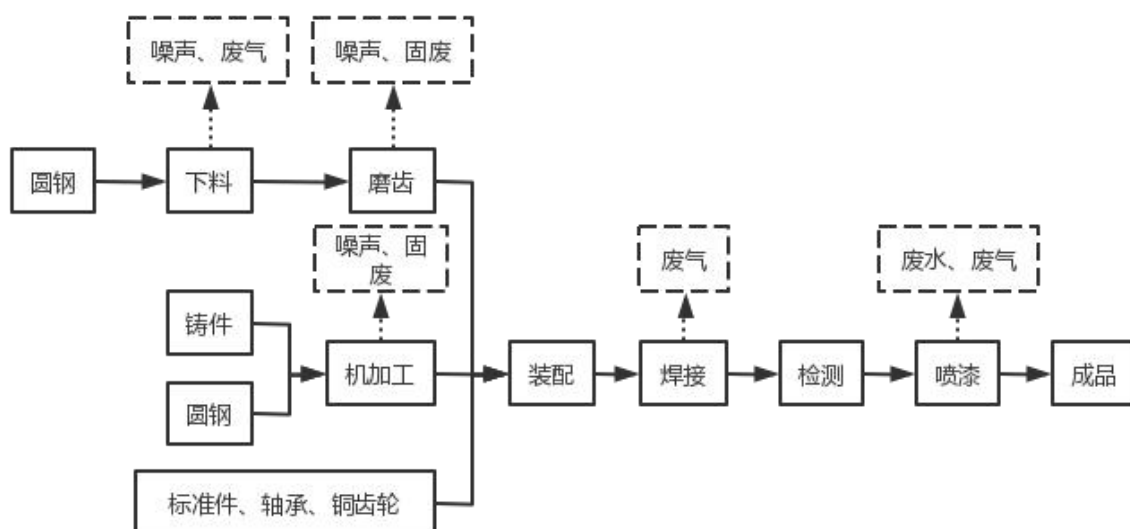 噪声、废气
噪声、固废
圆钢
下料
磨齿
噪声、固
废
废气
废水、废气
铸件
机加工
装配
焊接
检测
喷漆
成品
圆钢
标准件、轴承、铜齿轮